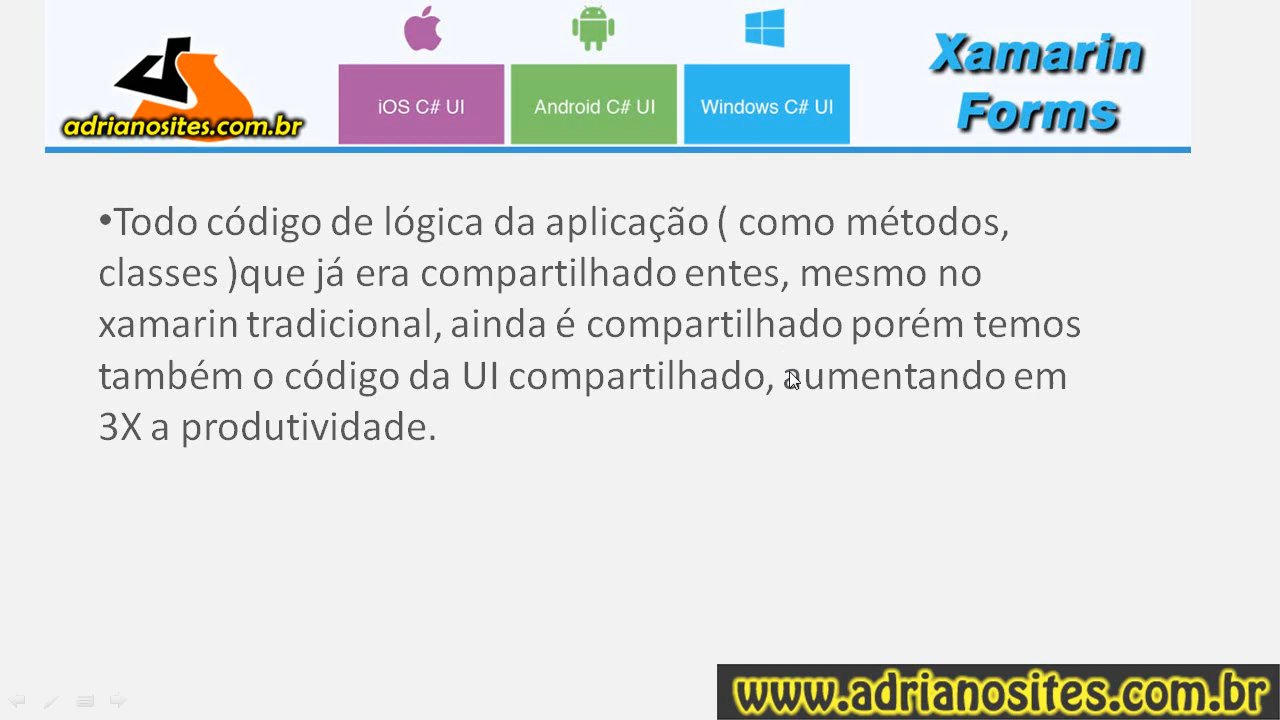 adrianosites.com.br
iOS C# UI
Android C# UI
Windows C# UI
Xamarin
Forms
•Todo código de lógica da aplicação ( como métodos,
classes )que já era compartilhado entes, mesmo no
xamarin tradicional, ainda é compartilhado porém temos
também o código da UI compartilhado, aumentando em
3X a produtividade.
www.adrianosites.com.br